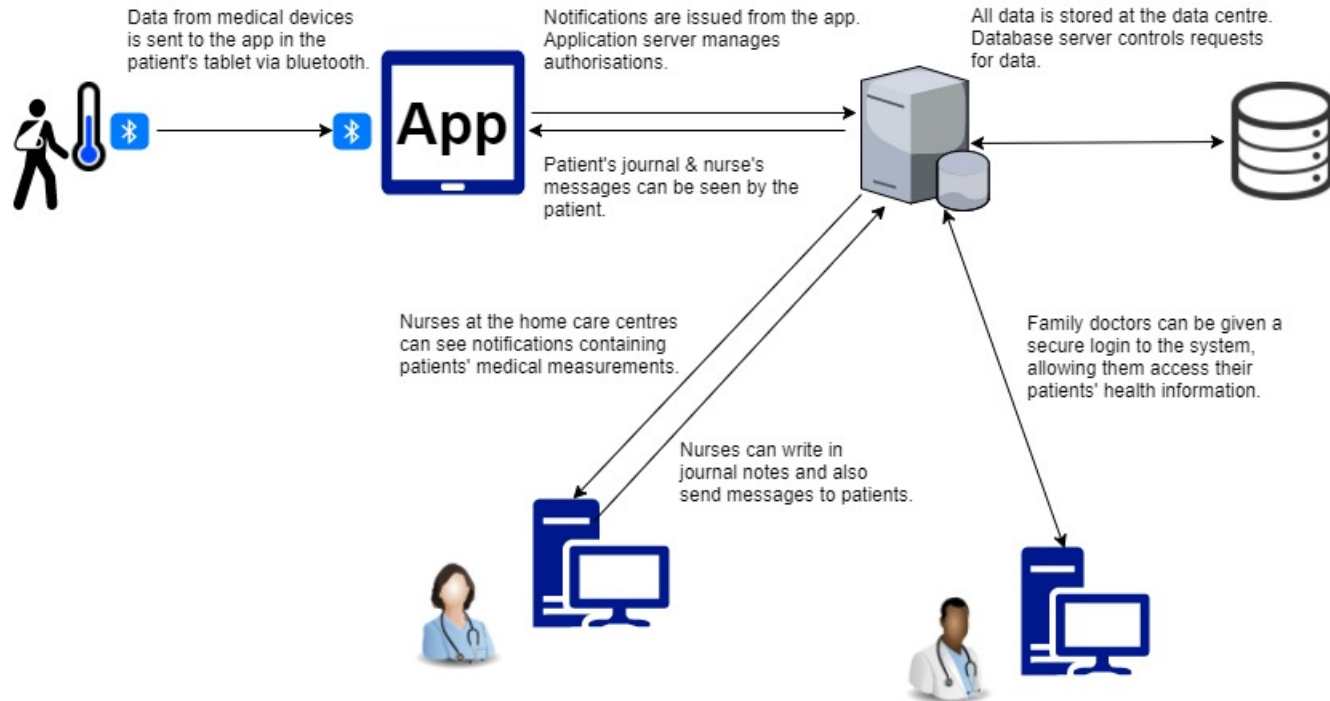 Data from medical devices
is sent to the app in the
patient's tablet via bluetooth.
Notifications are issued from the app.
Application server manages
authorisations.
All data is stored at the data centre.
Database server controls requests
for data.
App
Patient's journal & nurse's
messages can be seen by the
patient.
Nurses at the home care centres
can see notifications containing
patients' medical measurements.
Family doctors can be given a
secure login to the system,
allowing them access their
patients' health information.
Nurses can write in
journal notes and also
send messages to patients.